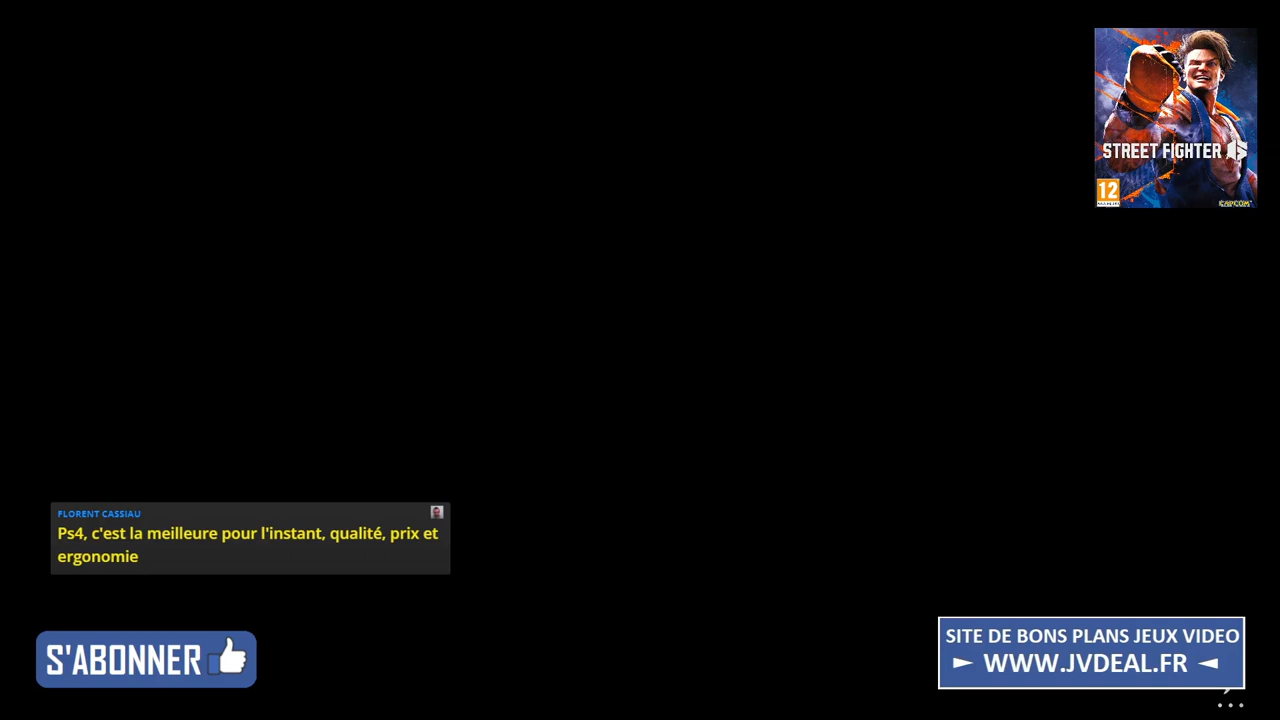 STREET FIGHTER 6
12
CAPCOM
FLORENT CASSIAU
Ps4, c'est la meilleure pour l'instant, qualité, prix et
ergonomie
S'ABONNER
SITE DE BONS PLANS JEUX VIDEO
► WWW.JVDEAL.FR ◄